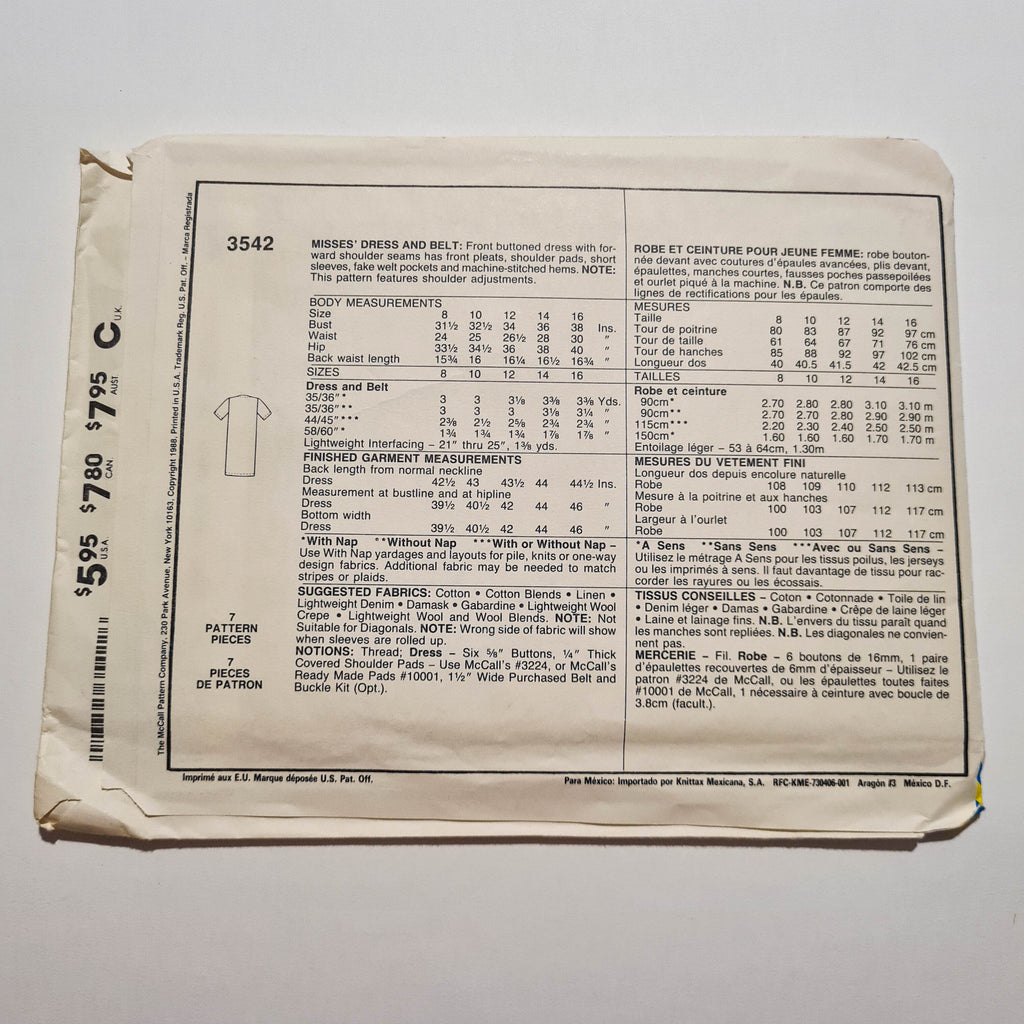 $5.95 U.S.A. $7.80 CAN. $7.95 AUST. C U.K.
The McCall Pattern Company, 230 Park Avenue, New York 10163, Copyright 1988, Printed in U.S.A. Trademark Reg. U.S. Pat. Off. – Marca Registrada
3542
7
PATTERN
PIECES
7
PIECES
DE PATRON
MISSES' DRESS AND BELT: Front buttoned dress with for-
ward shoulder seams has front pleats, shoulder pads, short
sleeves, fake welt pockets and machine-stitched hems. NOTE:
This pattern features shoulder adjustments.
BODY MEASUREMENTS
Size 8 10 12 14 16
Bust 31½ 32½ 34 36 38 Ins.
Waist 24 25 26½ 28 30 "
Hip 33½ 34½ 36 38 40 "
Back waist length 15¾ 16 16¼ 16½ 16¾ "
SIZES 8 10 12 14 16
Dress and Belt
35/36"* 3 3 3⅛ 3⅜ 3⅜ Yds.
35/36"** 3 3 3 3⅛ 3¼ "
44/45"*** 2⅜ 2½ 2⅝ 2¾ 2¾ "
58/60"* 1¾ 1¾ 1¾ 1⅞ 1⅞ "
Lightweight Interfacing – 21" thru 25", 1⅜ yds.
FINISHED GARMENT MEASUREMENTS
Back length from normal neckline
Dress 42½ 43 43½ 44 44½ Ins.
Measurement at bustline and at hipline
Dress 39½ 40½ 42 44 46 "
Bottom width
Dress 39½ 40½ 42 44 46 "
*With Nap **Without Nap ***With or Without Nap –
Use With Nap yardages and layouts for pile, knits or one-way
design fabrics. Additional fabric may be needed to match
stripes or plaids.
SUGGESTED FABRICS: Cotton • Cotton Blends • Linen •
Lightweight Denim • Damask • Gabardine • Lightweight Wool
Crepe • Lightweight Wool and Wool Blends. NOTE: Not
Suitable for Diagonals. NOTE: Wrong side of fabric will show
when sleeves are rolled up.
NOTIONS: Thread; Dress – Six ⅝" Buttons, ¼" Thick
Covered Shoulder Pads – Use McCall's #3224, or McCall's
Ready Made Pads #10001, 1½" Wide Purchased Belt and
Buckle Kit (Opt.).
ROBE ET CEINTURE POUR JEUNE FEMME: robe bouton-
née devant avec coutures d'épaules avancées, plis devant,
épaulettes, manches courtes, fausses poches passepoilées
et ourlet piqué à la machine. N.B. Ce patron comporte des
lignes de rectifications pour les épaules.
MESURES
Taille 8 10 12 14 16
Tour de poitrine 80 83 87 92 97 cm
Tour de taille 61 64 67 71 76 cm
Tour de hanches 85 88 92 97 102 cm
Longueur dos 40 40.5 41.5 42 42.5 cm
TAILLES 8 10 12 14 16
Robe et ceinture
90cm* 2.70 2.80 2.80 3.10 3.10 m
90cm** 2.70 2.70 2.80 2.90 2.90 m
115cm*** 2.20 2.30 2.40 2.50 2.50 m
150cm* 1.60 1.60 1.60 1.70 1.70 m
Entoilage léger – 53 à 64cm, 1.30m
MESURES DU VETEMENT FINI
Longueur dos depuis encolure naturelle
Robe 108 109 110 112 113 cm
Mesure à la poitrine et aux hanches
Robe 100 103 107 112 117 cm
Largeur à l'ourlet
Robe 100 103 107 112 117 cm
*A Sens **Sans Sens ***Avec ou Sans Sens –
Utilisez le métrage A Sens pour les tissus poilus, les jerseys
ou les imprimés à sens. Il faut davantage de tissu pour rac-
corder les rayures ou les écossais.
TISSUS CONSEILLES – Coton • Cotonnade • Toile de lin
• Denim léger • Damas • Gabardine • Crêpe de laine léger
• Laine et lainage fins. N.B. L'envers du tissu paraît quand
les manches sont repliées. N.B. Les diagonales ne convien-
nent pas.
MERCERIE – Fil. Robe – 6 boutons de 16mm, 1 paire
d'épaulettes recouvertes de 6mm d'épaisseur – Utilisez le
patron #3224 de McCall, ou les épaulettes toutes faites
#10001 de McCall, 1 nécessaire à ceinture avec boucle de
3.8cm (facult.).
Imprimé aux E.U. Marque déposée U.S. Pat. Off.
Para México: Importado por Knittax Mexicana, S.A. RFC-KME-730406-001 Aragón #3 México D.F.